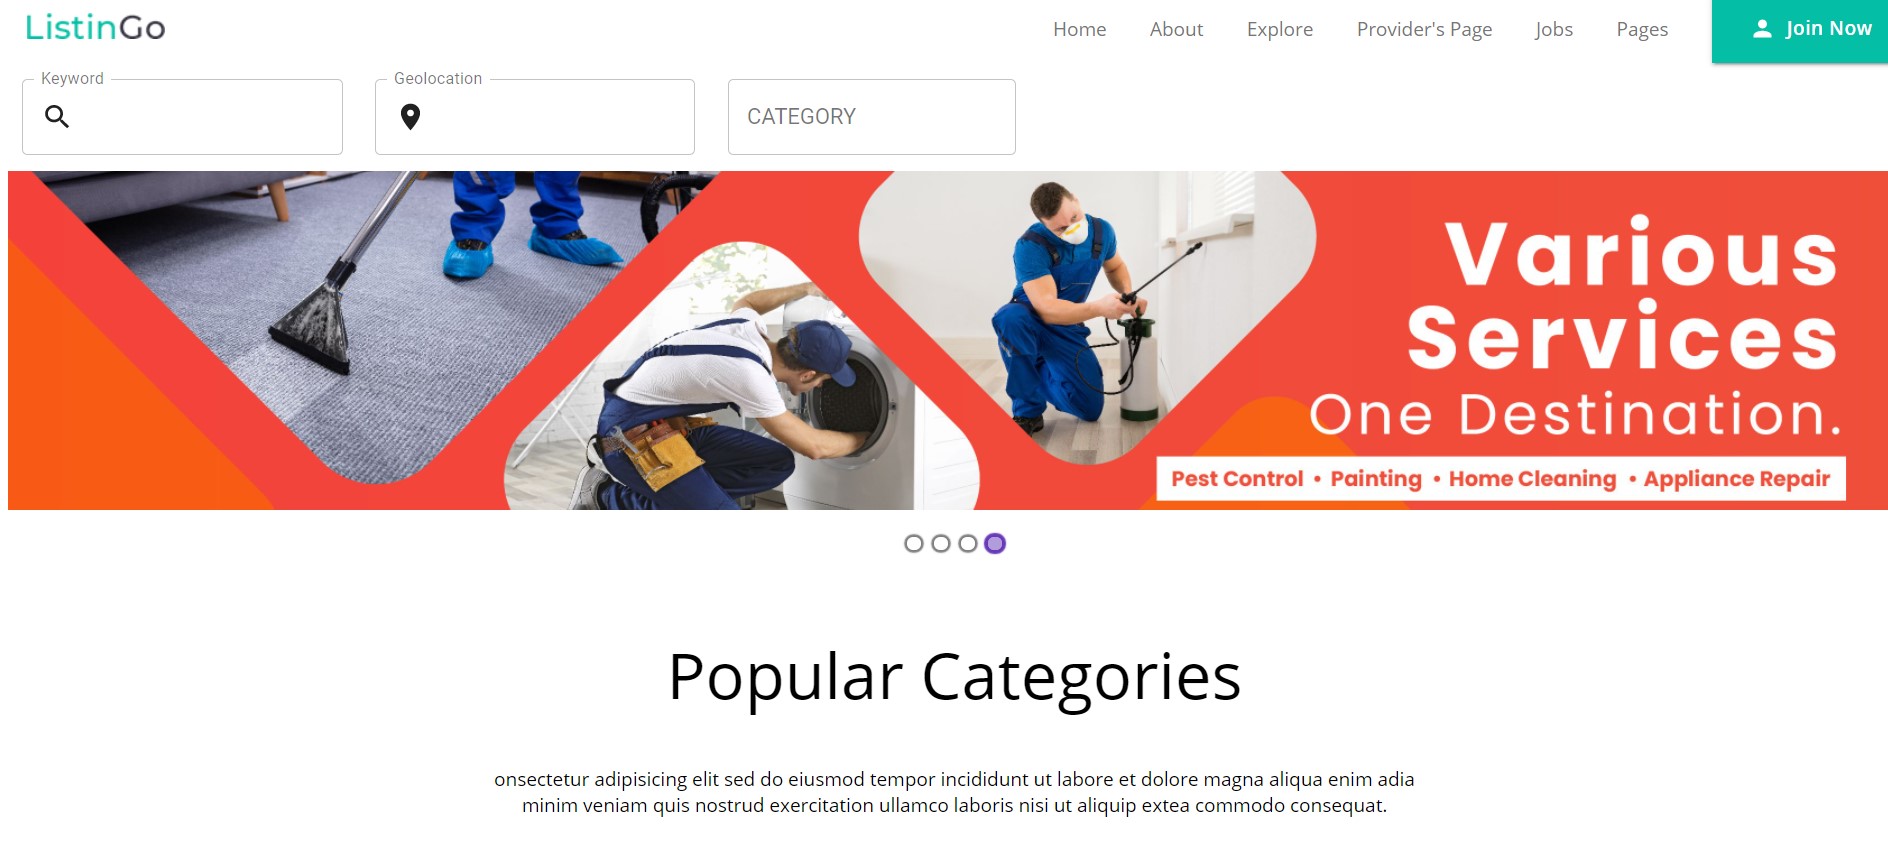 ListinGo
Home About Explore Provider's Page Jobs Pages Join Now
Keyword
Geolocation
CATEGORY
Various
Services
One Destination.
Pest Control • Painting • Home Cleaning • Appliance Repair
Popular Categories
onsectetur adipisicing elit sed do eiusmod tempor incididunt ut labore et dolore magna aliqua enim adia
minim veniam quis nostrud exercitation ullamco laboris nisi ut aliquip extea commodo consequat.